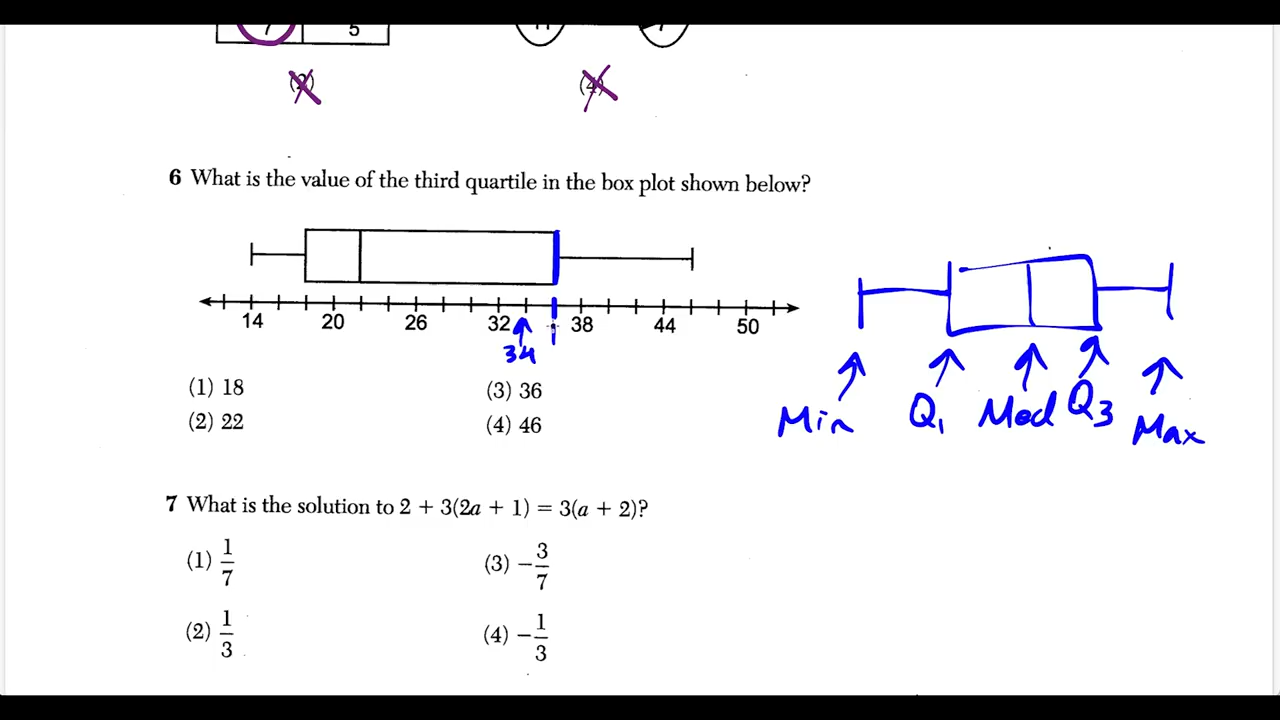 7 5
(2) (4)
6 What is the value of the third quartile in the box plot shown below?
14 20 26 32 38 44 50
34
(1) 18 (3) 36
(2) 22 (4) 46
Min Q1 Med Q3 Max
7 What is the solution to 2 + 3(2a + 1) = 3(a + 2)?
(1) 1/7 (3) −3/7
(2) 1/3 (4) −1/3